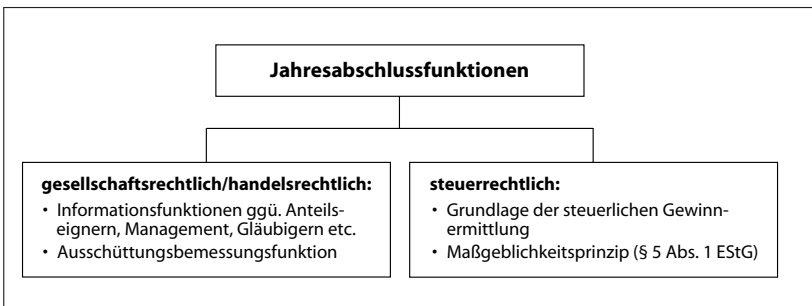 Jahresabschlussfunktionen
gesellschaftsrechtlich/handelsrechtlich:
• Informationsfunktionen ggü. Anteils-
eignern, Management, Gläubigern etc.
• Ausschüttungsbemessungsfunktion
steuerrechtlich:
• Grundlage der steuerlichen Gewinn-
ermittlung
• Maßgeblichkeitsprinzip (§ 5 Abs. 1 EStG)